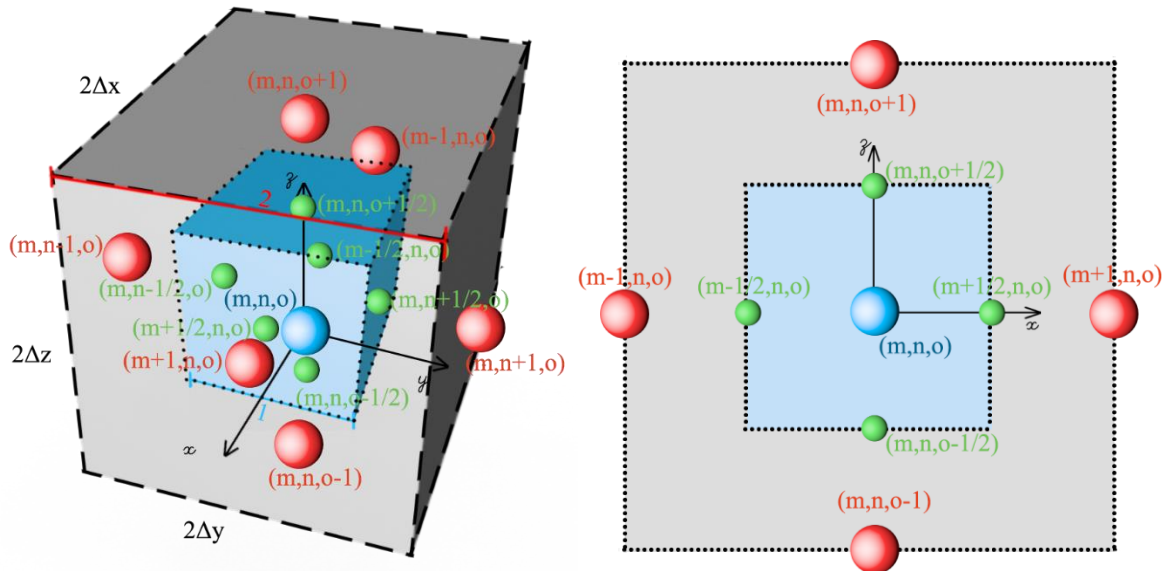 2Δx
(m,n,o+1)
(m-1,n,o)
z
2
(m,n,o+1/2)
(m,n-1,o)
(m-1/2,n,o)
(m,n-1/2,o)
(m,n,o)
(m,n+1/2,o)
(m+1/2,n,o)
2Δz
(m+1,n,o)
(m,n+1,o)
y
(m,n,o-1/2)
1
x
(m,n,o-1)
2Δy
(m,n,o+1)
z
(m,n,o+1/2)
(m-1,n,o)
(m-1/2,n,o)
(m+1/2,n,o)
(m+1,n,o)
x
(m,n,o)
(m,n,o-1/2)
(m,n,o-1)